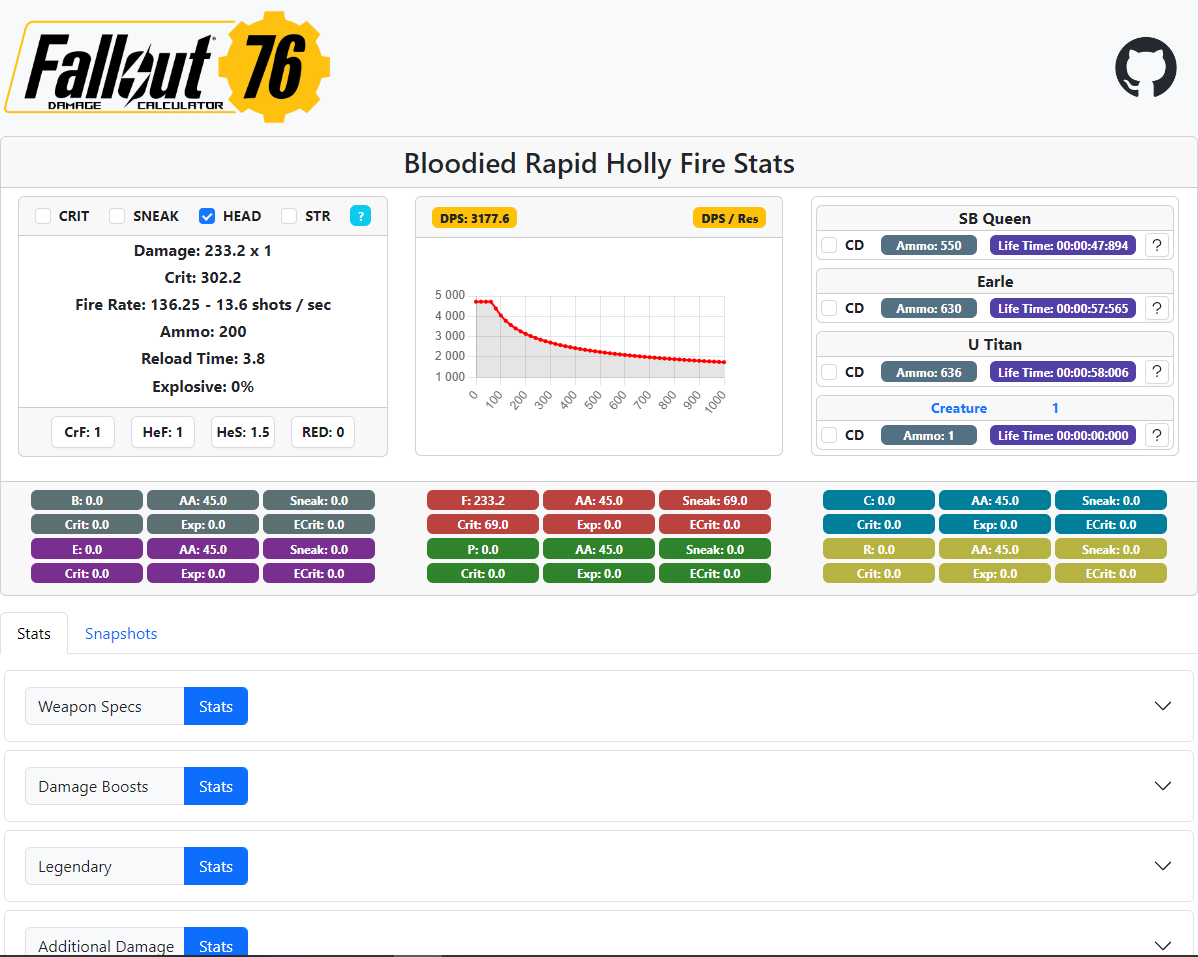 Fallout 76
DAMAGE CALCULATOR
Bloodied Rapid Holly Fire Stats
CRIT SNEAK HEAD STR ?
Damage: 233.2 x 1
Crit: 302.2
Fire Rate: 136.25 - 13.6 shots / sec
Ammo: 200
Reload Time: 3.8
Explosive: 0%
CrF: 1 HeF: 1 HeS: 1.5 RED: 0
DPS: 3177.6 DPS / Res
5 000
4 000
3 000
2 000
1 000
0 100 200 300 400 500 600 700 800 900 1000
SB Queen
CD Ammo: 550 Life Time: 00:00:47:894 ?
Earle
CD Ammo: 630 Life Time: 00:00:57:565 ?
U Titan
CD Ammo: 636 Life Time: 00:00:58:006 ?
Creature 1
CD Ammo: 1 Life Time: 00:00:00:000 ?
B: 0.0 AA: 45.0 Sneak: 0.0
Crit: 0.0 Exp: 0.0 ECrit: 0.0
E: 0.0 AA: 45.0 Sneak: 0.0
Crit: 0.0 Exp: 0.0 ECrit: 0.0
F: 233.2 AA: 45.0 Sneak: 69.0
Crit: 69.0 Exp: 0.0 ECrit: 0.0
P: 0.0 AA: 45.0 Sneak: 0.0
Crit: 0.0 Exp: 0.0 ECrit: 0.0
C: 0.0 AA: 45.0 Sneak: 0.0
Crit: 0.0 Exp: 0.0 ECrit: 0.0
R: 0.0 AA: 45.0 Sneak: 0.0
Crit: 0.0 Exp: 0.0 ECrit: 0.0
Stats Snapshots
Weapon Specs Stats
Damage Boosts Stats
Legendary Stats
Additional Damage Stats